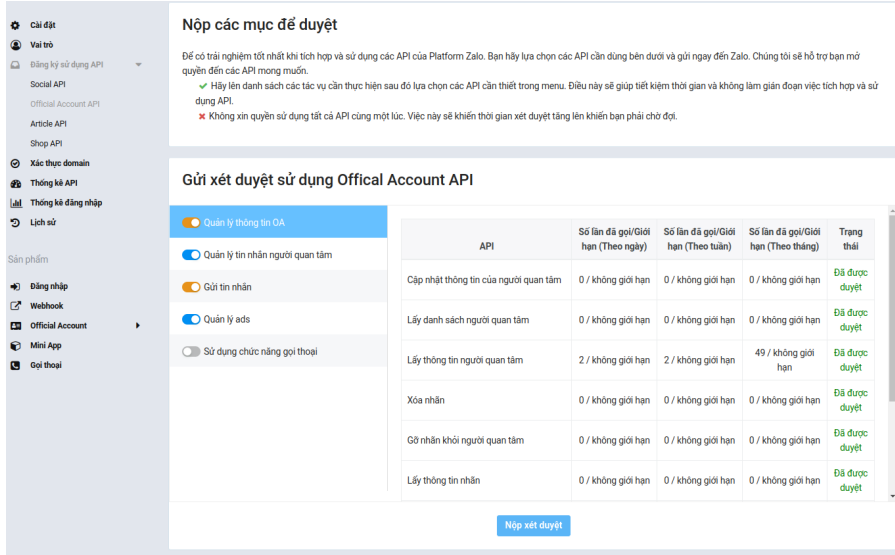 Cài đặt
Vai trò
Đăng ký sử dụng API
Social API
Official Account API
Article API
Shop API
Xác thực domain
Thống kê API
Thống kê đăng nhập
Lịch sử
Sản phẩm
Đăng nhập
Webhook
Official Account
Mini App
Gọi thoại
Nộp các mục để duyệt
Để có trải nghiệm tốt nhất khi tích hợp và sử dụng các API của Platform Zalo. Bạn hãy lựa chọn các API cần dùng bên dưới và gửi ngay đến Zalo. Chúng tôi sẽ hỗ trợ bạn mở
quyền đến các API mong muốn.
Hãy lên danh sách các tác vụ cần thực hiện sau đó lựa chọn các API cần thiết trong menu. Điều này sẽ giúp tiết kiệm thời gian và không làm gián đoạn việc tích hợp và sử
dụng API.
Không xin quyền sử dụng tất cả API cùng một lúc. Việc này sẽ khiến thời gian xét duyệt tăng lên khiến bạn phải chờ đợi.
Gửi xét duyệt sử dụng Offical Account API
Quản lý thông tin OA
Quản lý tin nhắn người quan tâm
Gửi tin nhắn
Quản lý ads
Sử dụng chức năng gọi thoại
API Số lần đã gọi/Giới hạn (Theo ngày) Số lần đã gọi/Giới hạn (Theo tuần) Số lần đã gọi/Giới hạn (Theo tháng) Trạng thái
Cập nhật thông tin của người quan tâm 0 / không giới hạn 0 / không giới hạn 0 / không giới hạn Đã được duyệt
Lấy danh sách người quan tâm 0 / không giới hạn 0 / không giới hạn 0 / không giới hạn Đã được duyệt
Lấy thông tin người quan tâm 2 / không giới hạn 2 / không giới hạn 49 / không giới hạn Đã được duyệt
Xóa nhãn 0 / không giới hạn 0 / không giới hạn 0 / không giới hạn Đã được duyệt
Gỡ nhãn khỏi người quan tâm 0 / không giới hạn 0 / không giới hạn 0 / không giới hạn Đã được duyệt
Lấy thông tin nhãn 0 / không giới hạn 0 / không giới hạn 0 / không giới hạn Đã được duyệt
Nộp xét duyệt